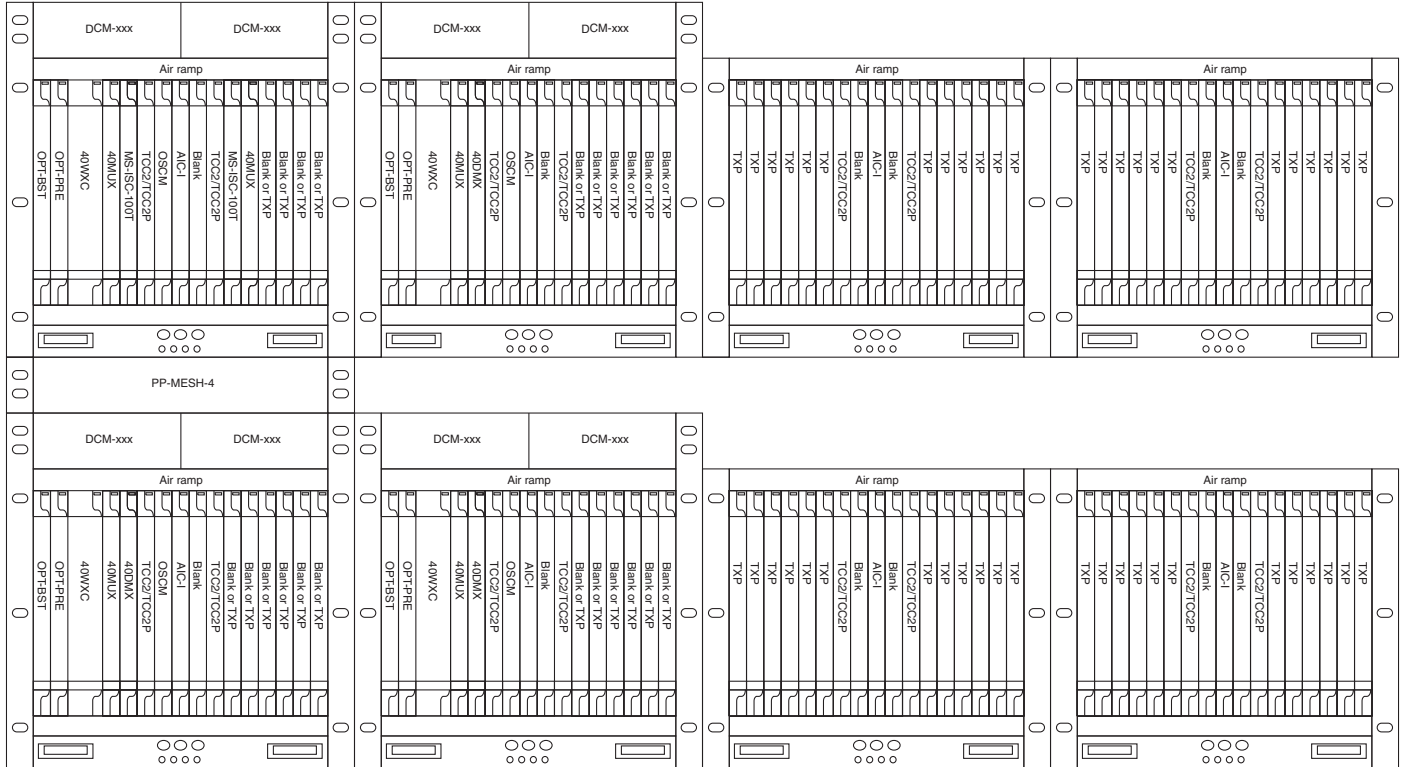 DCM-xxx
DCM-xxx
DCM-xxx
DCM-xxx
Air ramp
Air ramp
Air ramp
Air ramp
OPT-BST
OPT-PRE
40WXC
40MUX
MS-ISC-100T
TCC2/TCC2P
OSCM
AIC-I
Blank
TCC2/TCC2P
MS-ISC-100T
40MUX
Blank or TXP
Blank or TXP
Blank or TXP
Blank or TXP
OPT-BST
OPT-PRE
40WXC
40MUX
40DMX
TCC2/TCC2P
OSCM
AIC-I
Blank
TCC2/TCC2P
Blank or TXP
Blank or TXP
Blank or TXP
Blank or TXP
Blank or TXP
Blank or TXP
TXP
TXP
TXP
TXP
TXP
TXP
TCC2/TCC2P
Blank
AIC-I
Blank
TCC2/TCC2P
TXP
TXP
TXP
TXP
TXP
TXP
TXP
TXP
TXP
TXP
TXP
TXP
TCC2/TCC2P
Blank
AIC-I
Blank
TCC2/TCC2P
TXP
TXP
TXP
TXP
TXP
TXP
PP-MESH-4
DCM-xxx
DCM-xxx
DCM-xxx
DCM-xxx
Air ramp
Air ramp
Air ramp
Air ramp
OPT-BST
OPT-PRE
40WXC
40MUX
40DMX
TCC2/TCC2P
OSCM
AIC-I
Blank
TCC2/TCC2P
Blank or TXP
Blank or TXP
Blank or TXP
Blank or TXP
Blank or TXP
Blank or TXP
OPT-BST
OPT-PRE
40WXC
40MUX
40DMX
TCC2/TCC2P
OSCM
AIC-I
Blank
TCC2/TCC2P
Blank or TXP
Blank or TXP
Blank or TXP
Blank or TXP
Blank or TXP
Blank or TXP
TXP
TXP
TXP
TXP
TXP
TXP
TCC2/TCC2P
Blank
AIC-I
Blank
TCC2/TCC2P
TXP
TXP
TXP
TXP
TXP
TXP
TXP
TXP
TXP
TXP
TXP
TXP
TCC2/TCC2P
Blank
AIC-I
Blank
TCC2/TCC2P
TXP
TXP
TXP
TXP
TXP
TXP